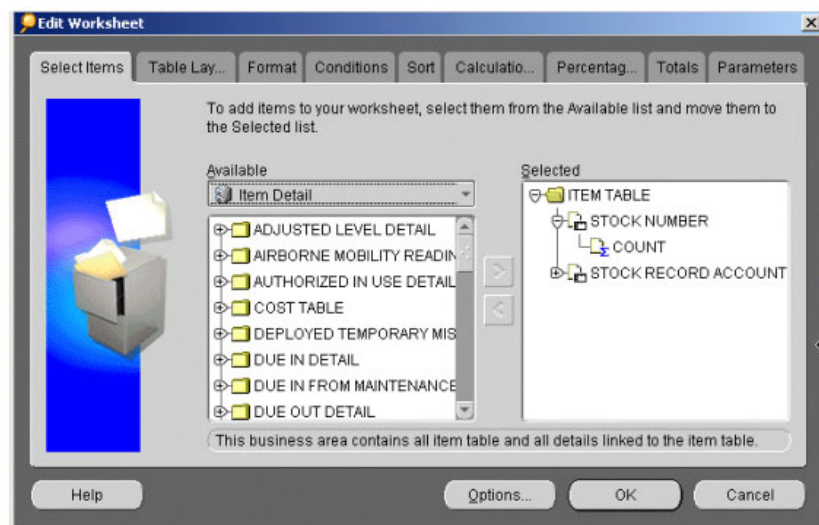 Edit Worksheet
Select Items Table Lay... Format Conditions Sort Calculatio... Percentag... Totals Parameters
To add items to your worksheet, select them from the Available list and move them to
the Selected list.
Available Selected
Item Detail
ITEM TABLE
STOCK NUMBER
COUNT
STOCK RECORD ACCOUNT
ADJUSTED LEVEL DETAIL
AIRBORNE MOBILITY READIN
AUTHORIZED IN USE DETAIL
COST TABLE
DEPLOYED TEMPORARY MIS
DUE IN DETAIL
DUE IN FROM MAINTENANCE
DUE OUT DETAIL
This business area contains all item table and all details linked to the item table.
Help Options... OK Cancel